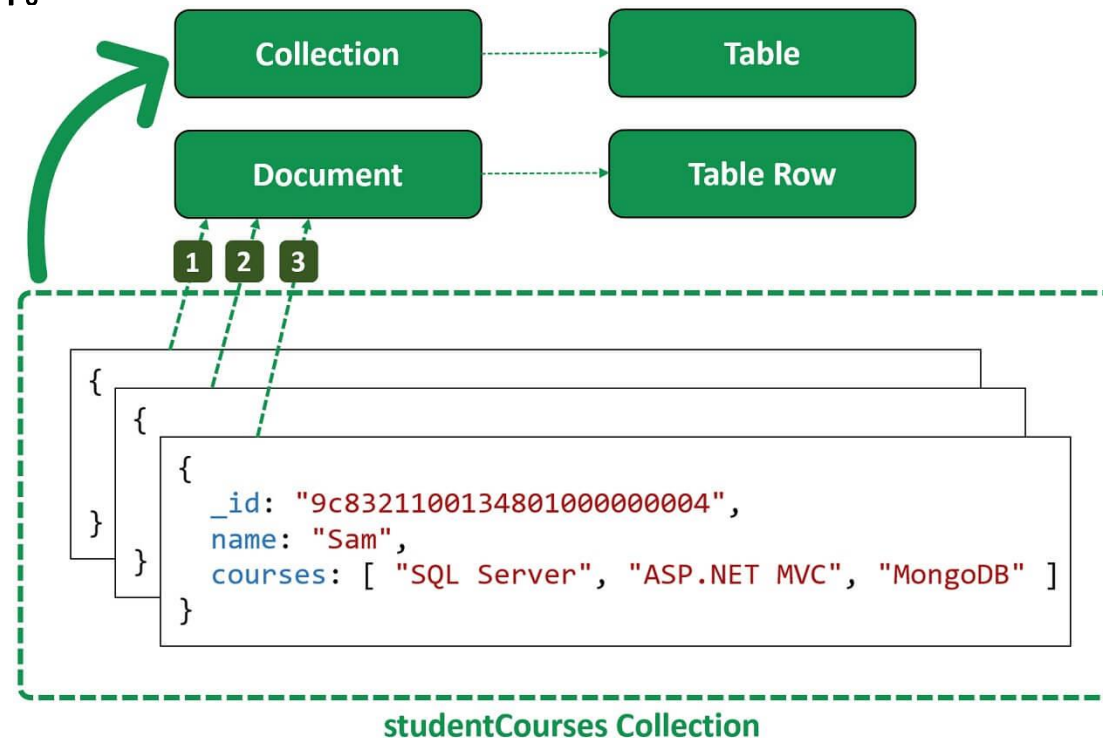 Collection
Table
Document
Table Row
1 2 3
{
{
{
_id: "9c8321100134801000000004",
name: "Sam",
courses: [ "SQL Server", "ASP.NET MVC", "MongoDB" ]
}
}
}
studentCourses Collection